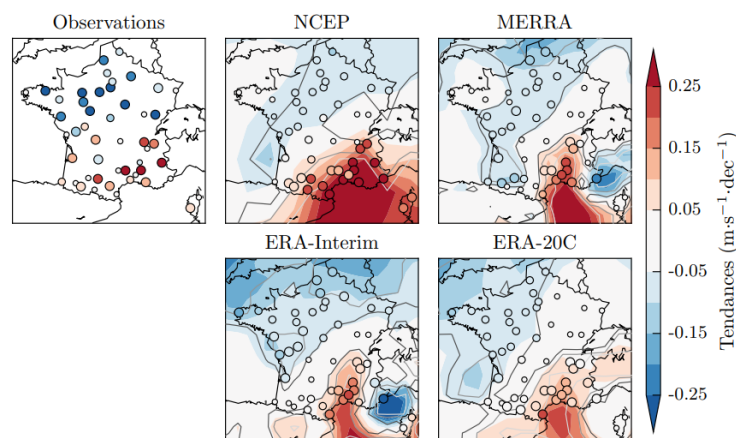 Observations
NCEP
MERRA
ERA-Interim
ERA-20C
0.25
0.15
0.05
-0.05
-0.15
-0.25
Tendances (m·s⁻¹·dec⁻¹)